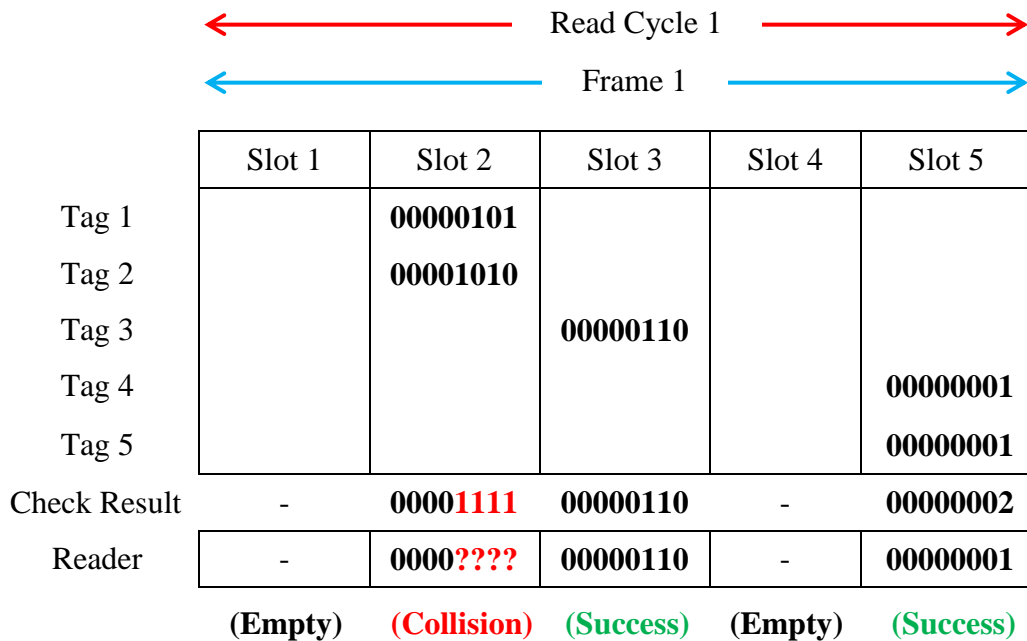 Read Cycle 1
Frame 1
Slot 1 Slot 2 Slot 3 Slot 4 Slot 5
Tag 1 00000101
Tag 2 00001010
Tag 3 00000110
Tag 4 00000001
Tag 5 00000001
Check Result - 00001111 00000110 - 00000002
Reader - 0000???? 00000110 - 00000001
(Empty) (Collision) (Success) (Empty) (Success)